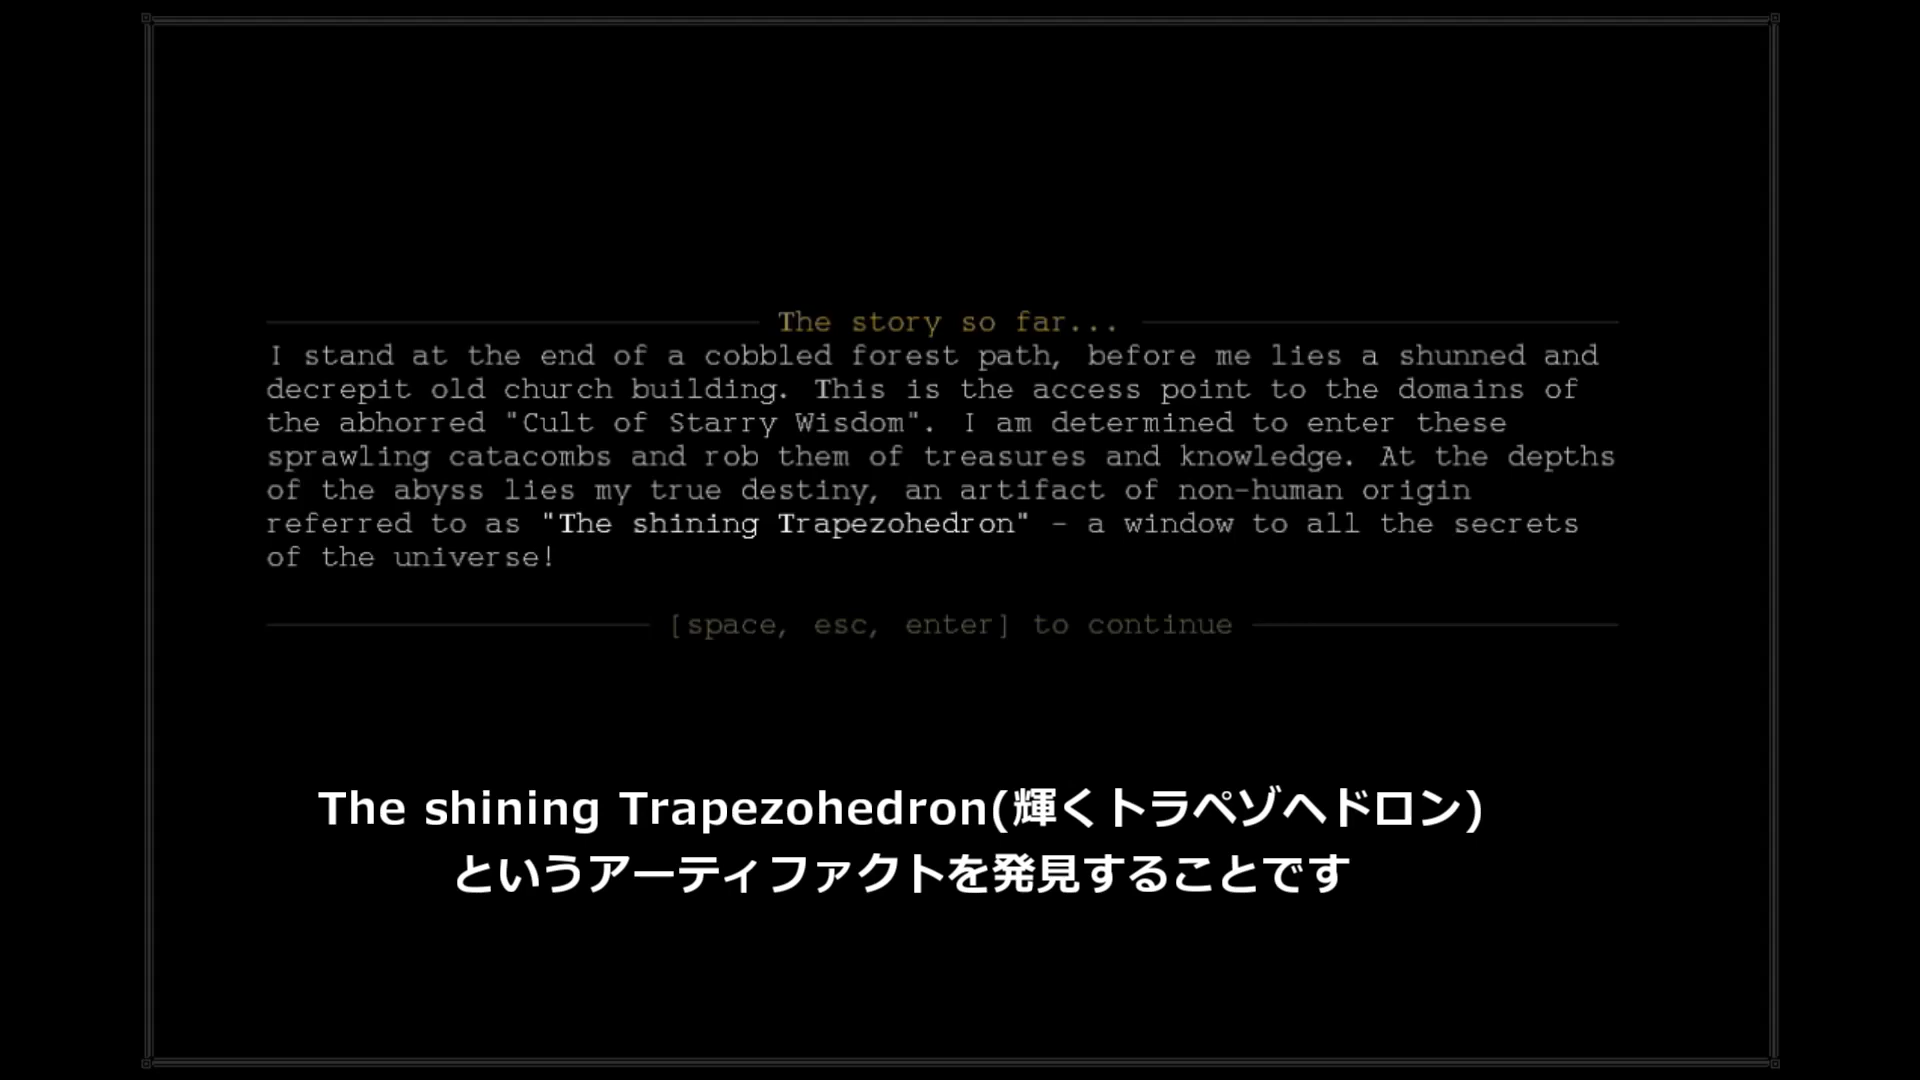 The story so far...
I stand at the end of a cobbled forest path, before me lies a shunned and
decrepit old church building. This is the access point to the domains of
the abhorred "Cult of Starry Wisdom". I am determined to enter these
sprawling catacombs and rob them of treasures and knowledge. At the depths
of the abyss lies my true destiny, an artifact of non-human origin
referred to as "The shining Trapezohedron" - a window to all the secrets
of the universe!
[space, esc, enter] to continue
The shining Trapezohedron(輝くトラペゾヘドロン)
というアーティファクトを発見することです